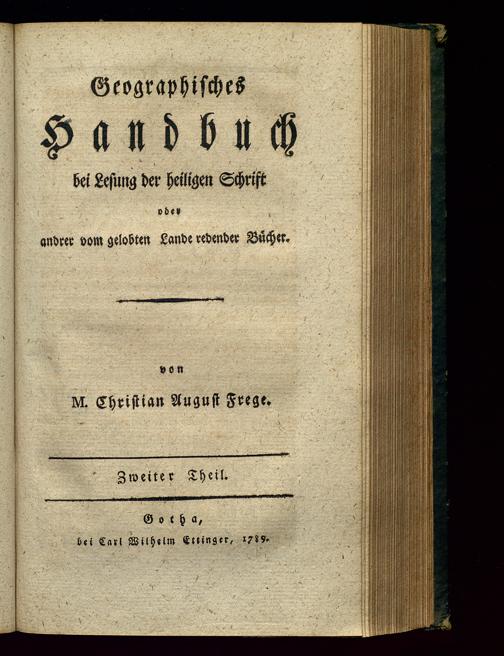 Geographisches
Handbuch
bei Lesung der heiligen Schrift
oder
andrer vom gelobten Lande redender Bücher.
von
M. Christian August Frege.
Zweiter Theil.
Gotha,
bei Carl Wilhelm Ettinger, 1789.